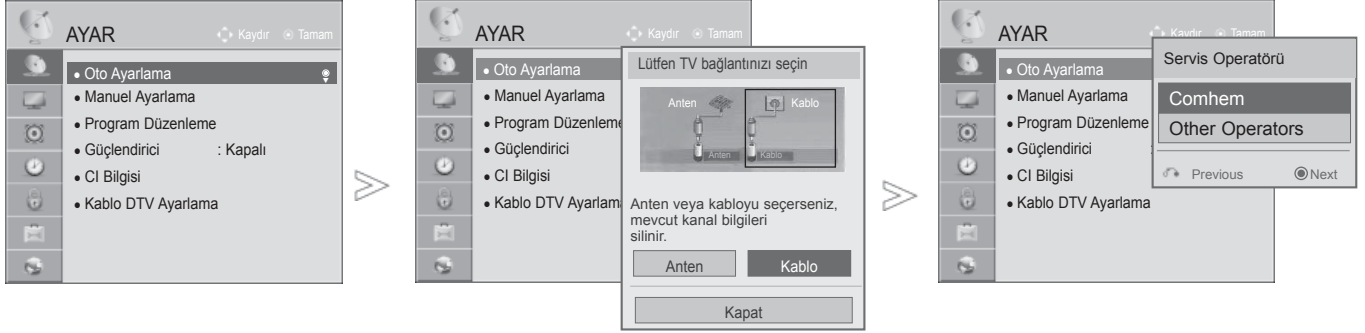 AYAR
Kaydır Tamam
• Oto Ayarlama
• Manuel Ayarlama
• Program Düzenleme
• Güçlendirici : Kapalı
• CI Bilgisi
• Kablo DTV Ayarlama
AYAR
Kaydır Tamam
• Oto Ayarlama
• Manuel Ayarlama
• Program Düzenleme
• Güçlendirici
• CI Bilgisi
• Kablo DTV Ayarlam
Lütfen TV bağlantınızı seçin
Anten Kablo
Anten Kablo
Anten veya kabloyu seçerseniz,
mevcut kanal bilgileri
silinir.
Anten Kablo
Kapat
AYAR
Kaydır Tamam
• Oto Ayarlama
• Manuel Ayarlama
• Program Düzenleme
• Güçlendirici
• CI Bilgisi
• Kablo DTV Ayarlama
Servis Operatörü
Comhem
Other Operators
Previous Next